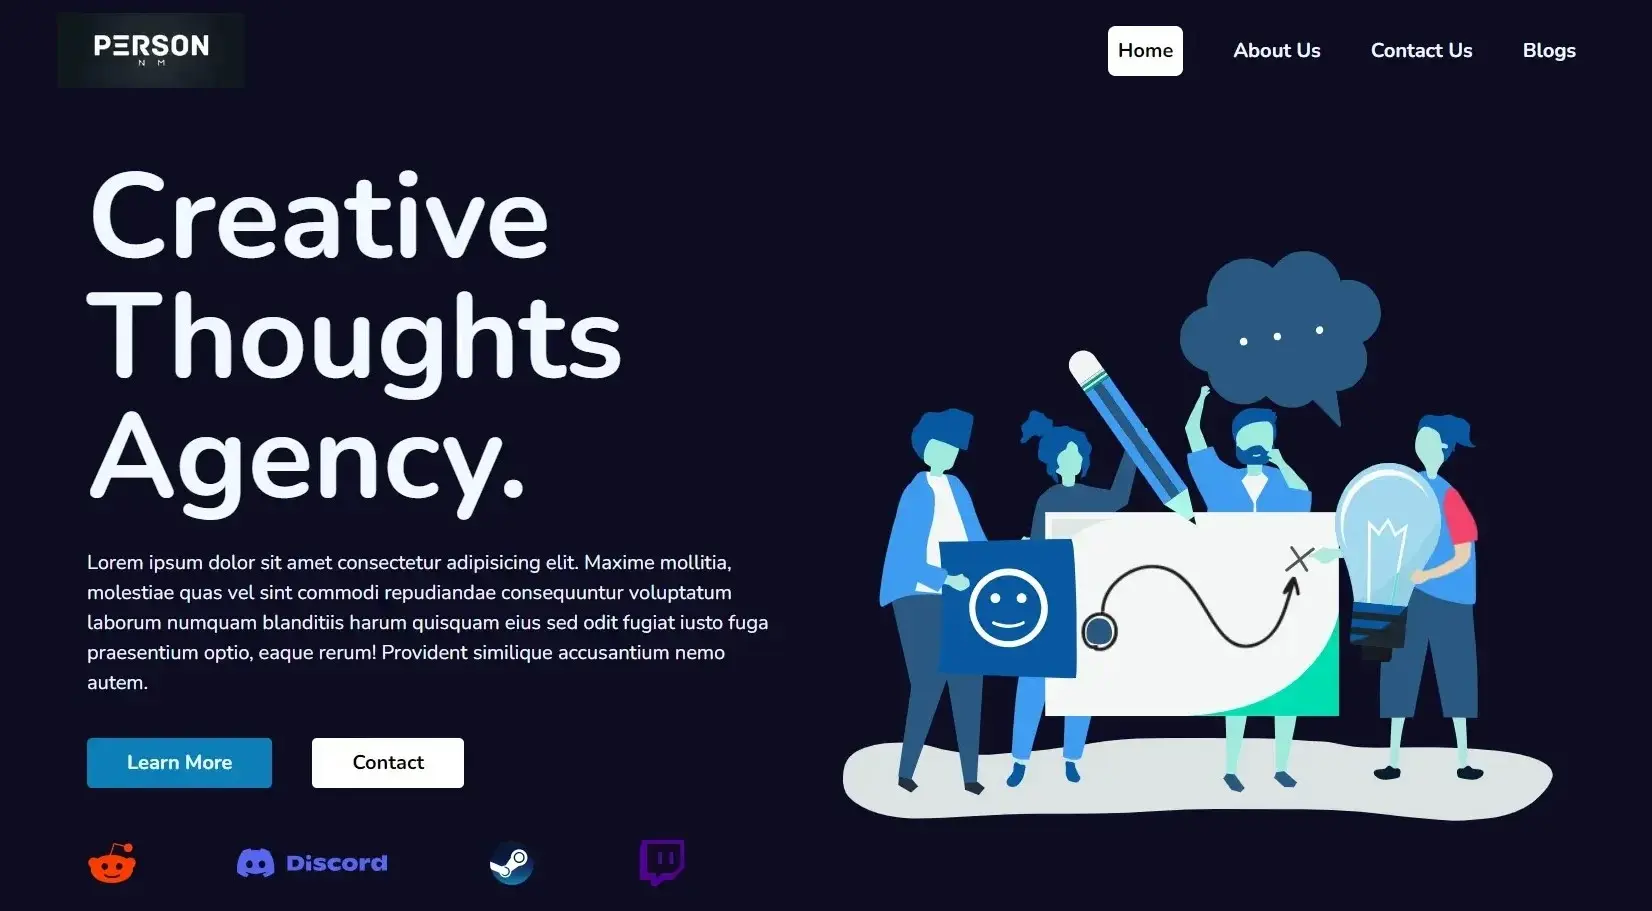 PERSON
N M
Home
About Us
Contact Us
Blogs
Creative
Thoughts
Agency.
Lorem ipsum dolor sit amet consectetur adipisicing elit. Maxime mollitia,
molestiae quas vel sint commodi repudiandae consequuntur voluptatum
laborum numquam blanditiis harum quisquam eius sed odit fugiat iusto fuga
praesentium optio, eaque rerum! Provident similique accusantium nemo
autem.
Learn More
Contact
Discord